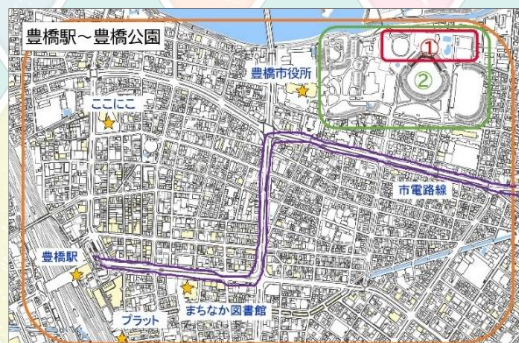 豊橋駅～豊橋公園
①
②
豊橋市役所
ここにこ
市電路線
豊橋駅
まちなか図書館
プラット